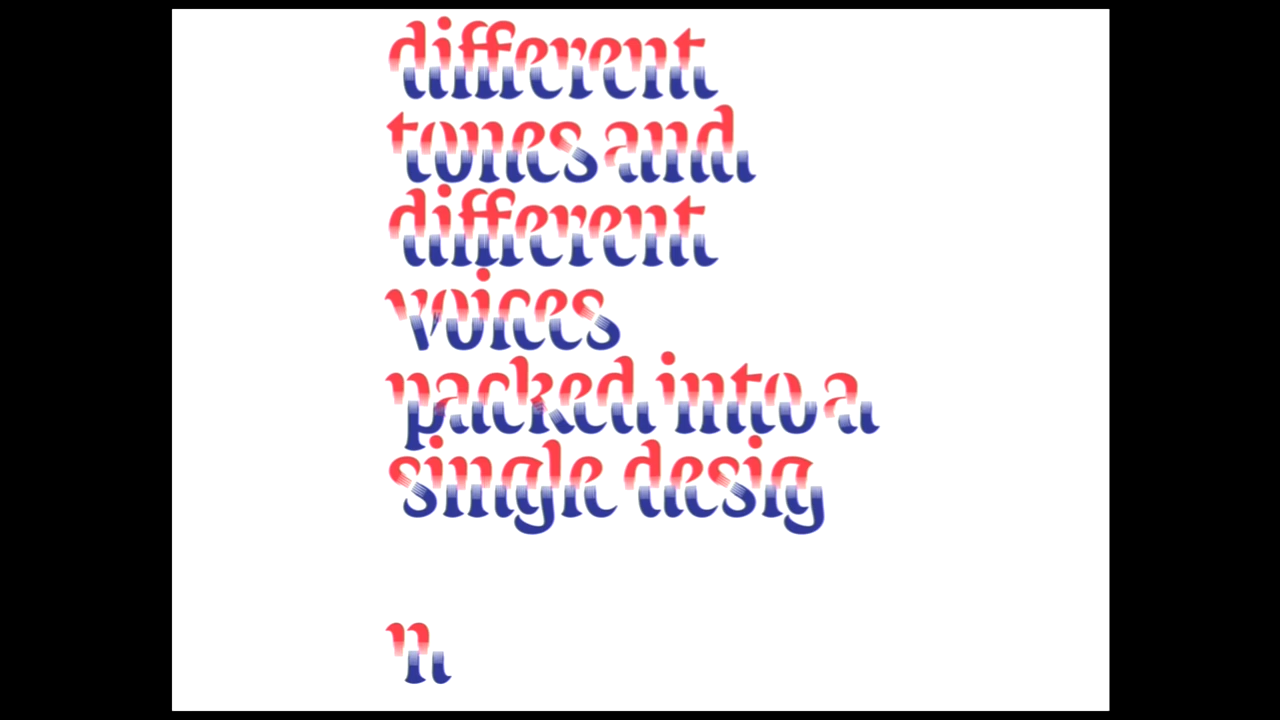 different
tones and
different
voices
packed into a
single desig
n